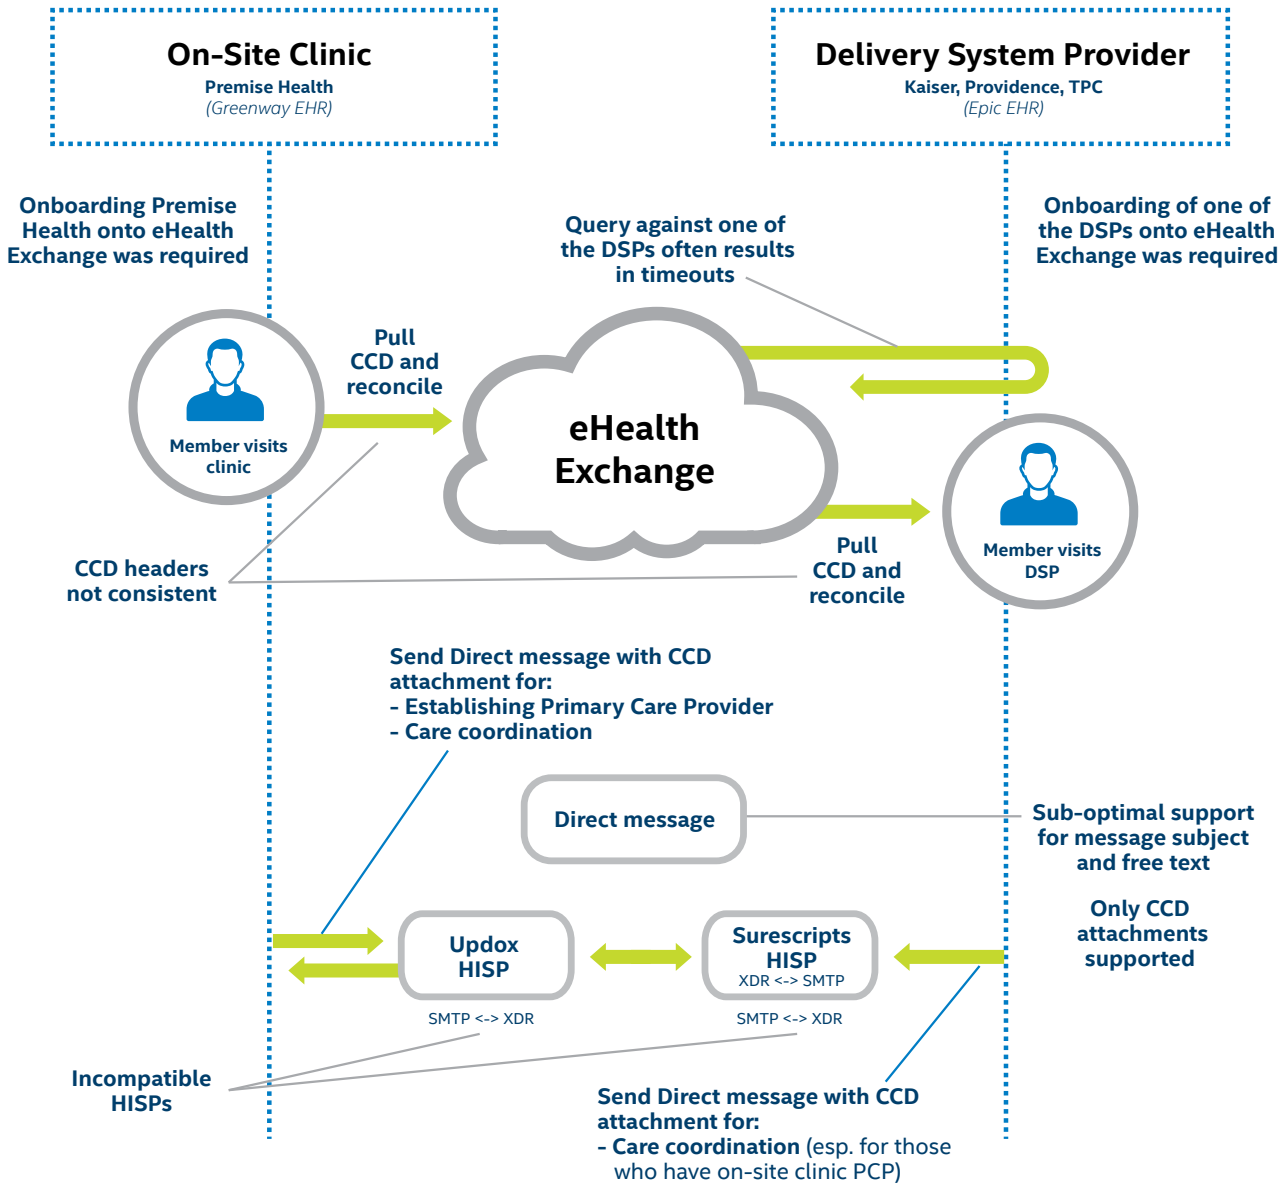 On-Site Clinic
Premise Health
(Greenway EHR)
Delivery System Provider
Kaiser, Providence, TPC
(Epic EHR)
Onboarding Premise
Health onto eHealth
Exchange was required
Query against one of
the DSPs often results
in timeouts
Onboarding of one of
the DSPs onto eHealth
Exchange was required
Pull
CCD and
reconcile
Member visits
clinic
eHealth
Exchange
Pull
CCD and
reconcile
Member visits
DSP
CCD headers
not consistent
Send Direct message with CCD
attachment for:
- Establishing Primary Care Provider
- Care coordination
Direct message
Sub-optimal support
for message subject
and free text
Only CCD
attachments
supported
Updox
HISP
SMTP <-> XDR
Surescripts
HISP
XDR <-> SMTP
SMTP <-> XDR
Incompatible
HISPs
Send Direct message with CCD
attachment for:
- Care coordination (esp. for those
who have on-site clinic PCP)